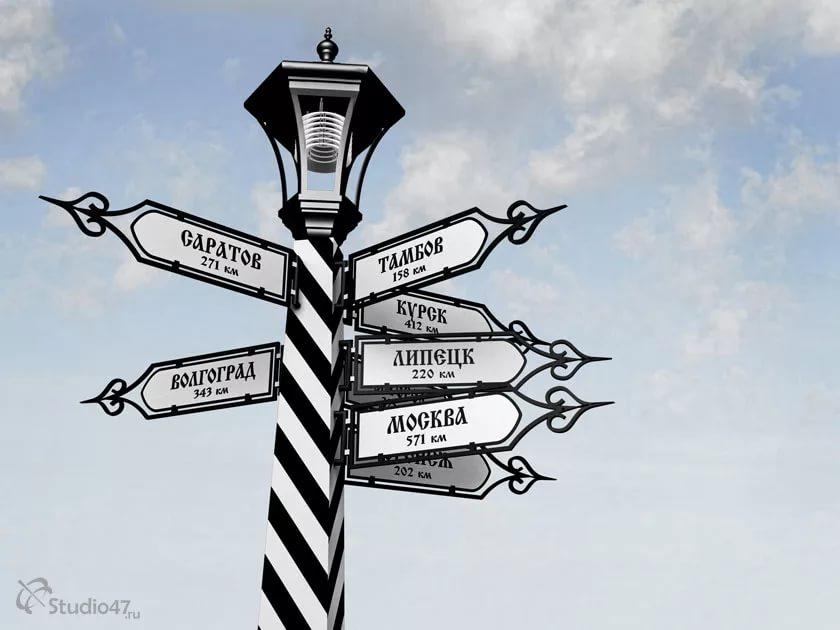 САРАТОВ
271 км
ТАМБОВ
158 км
КУРСК
412 км
ЛИПЕЦК
220 км
ВОЛГОГРАД
343 км
МОСКВА
571 км
202 км
Studio47.ru